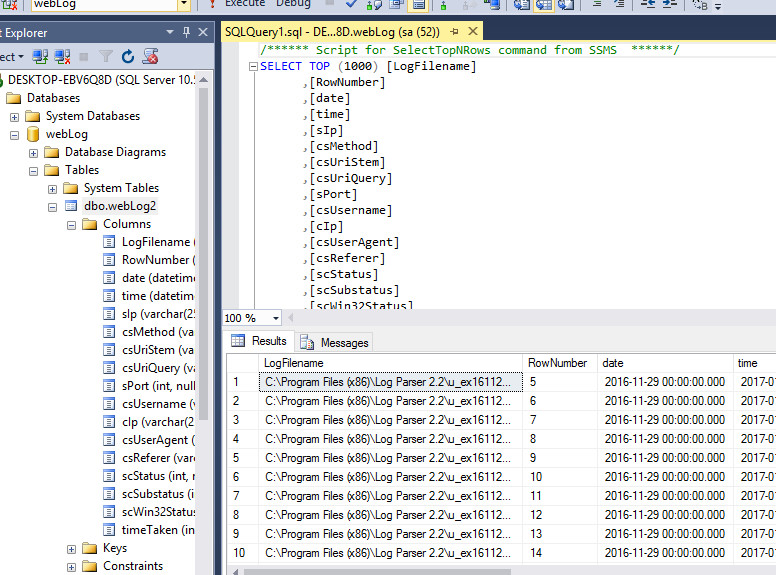 webLog
Execute Debug
t Explorer
SQLQuery1.sql - DE...8D.webLog (sa (52))
ect
DESKTOP-EBV6Q8D (SQL Server 10.5
Databases
System Databases
webLog
Database Diagrams
Tables
System Tables
dbo.webLog2
Columns
LogFilename (
RowNumber (
date (datetim
time (datetim
sIp (varchar(25
csMethod (va
csUriStem (va
csUriQuery (va
sPort (int, null
csUsername (v
cIp (varchar(25
csUserAgent (
csReferer (varc
scStatus (int, n
scSubstatus (i
scWin32Status
timeTaken (in
Keys
Constraints
/****** Script for SelectTopNRows command from SSMS ******/
SELECT TOP (1000) [LogFilename]
,[RowNumber]
,[date]
,[time]
,[sIp]
,[csMethod]
,[csUriStem]
,[csUriQuery]
,[sPort]
,[csUsername]
,[cIp]
,[csUserAgent]
,[csReferer]
,[scStatus]
,[scSubstatus]
,[scWin32Status]
100 %
Results Messages
LogFilename RowNumber date time
1 C:\Program Files (x86)\Log Parser 2.2\u_ex16112... 5 2016-11-29 00:00:00.000 2017-01
2 C:\Program Files (x86)\Log Parser 2.2\u_ex16112... 6 2016-11-29 00:00:00.000 2017-01
3 C:\Program Files (x86)\Log Parser 2.2\u_ex16112... 7 2016-11-29 00:00:00.000 2017-01
4 C:\Program Files (x86)\Log Parser 2.2\u_ex16112... 8 2016-11-29 00:00:00.000 2017-01
5 C:\Program Files (x86)\Log Parser 2.2\u_ex16112... 9 2016-11-29 00:00:00.000 2017-01
6 C:\Program Files (x86)\Log Parser 2.2\u_ex16112... 10 2016-11-29 00:00:00.000 2017-01
7 C:\Program Files (x86)\Log Parser 2.2\u_ex16112... 11 2016-11-29 00:00:00.000 2017-01
8 C:\Program Files (x86)\Log Parser 2.2\u_ex16112... 12 2016-11-29 00:00:00.000 2017-01
9 C:\Program Files (x86)\Log Parser 2.2\u_ex16112... 13 2016-11-29 00:00:00.000 2017-01
10 C:\Program Files (x86)\Log Parser 2.2\u_ex16112... 14 2016-11-29 00:00:00.000 2017-01